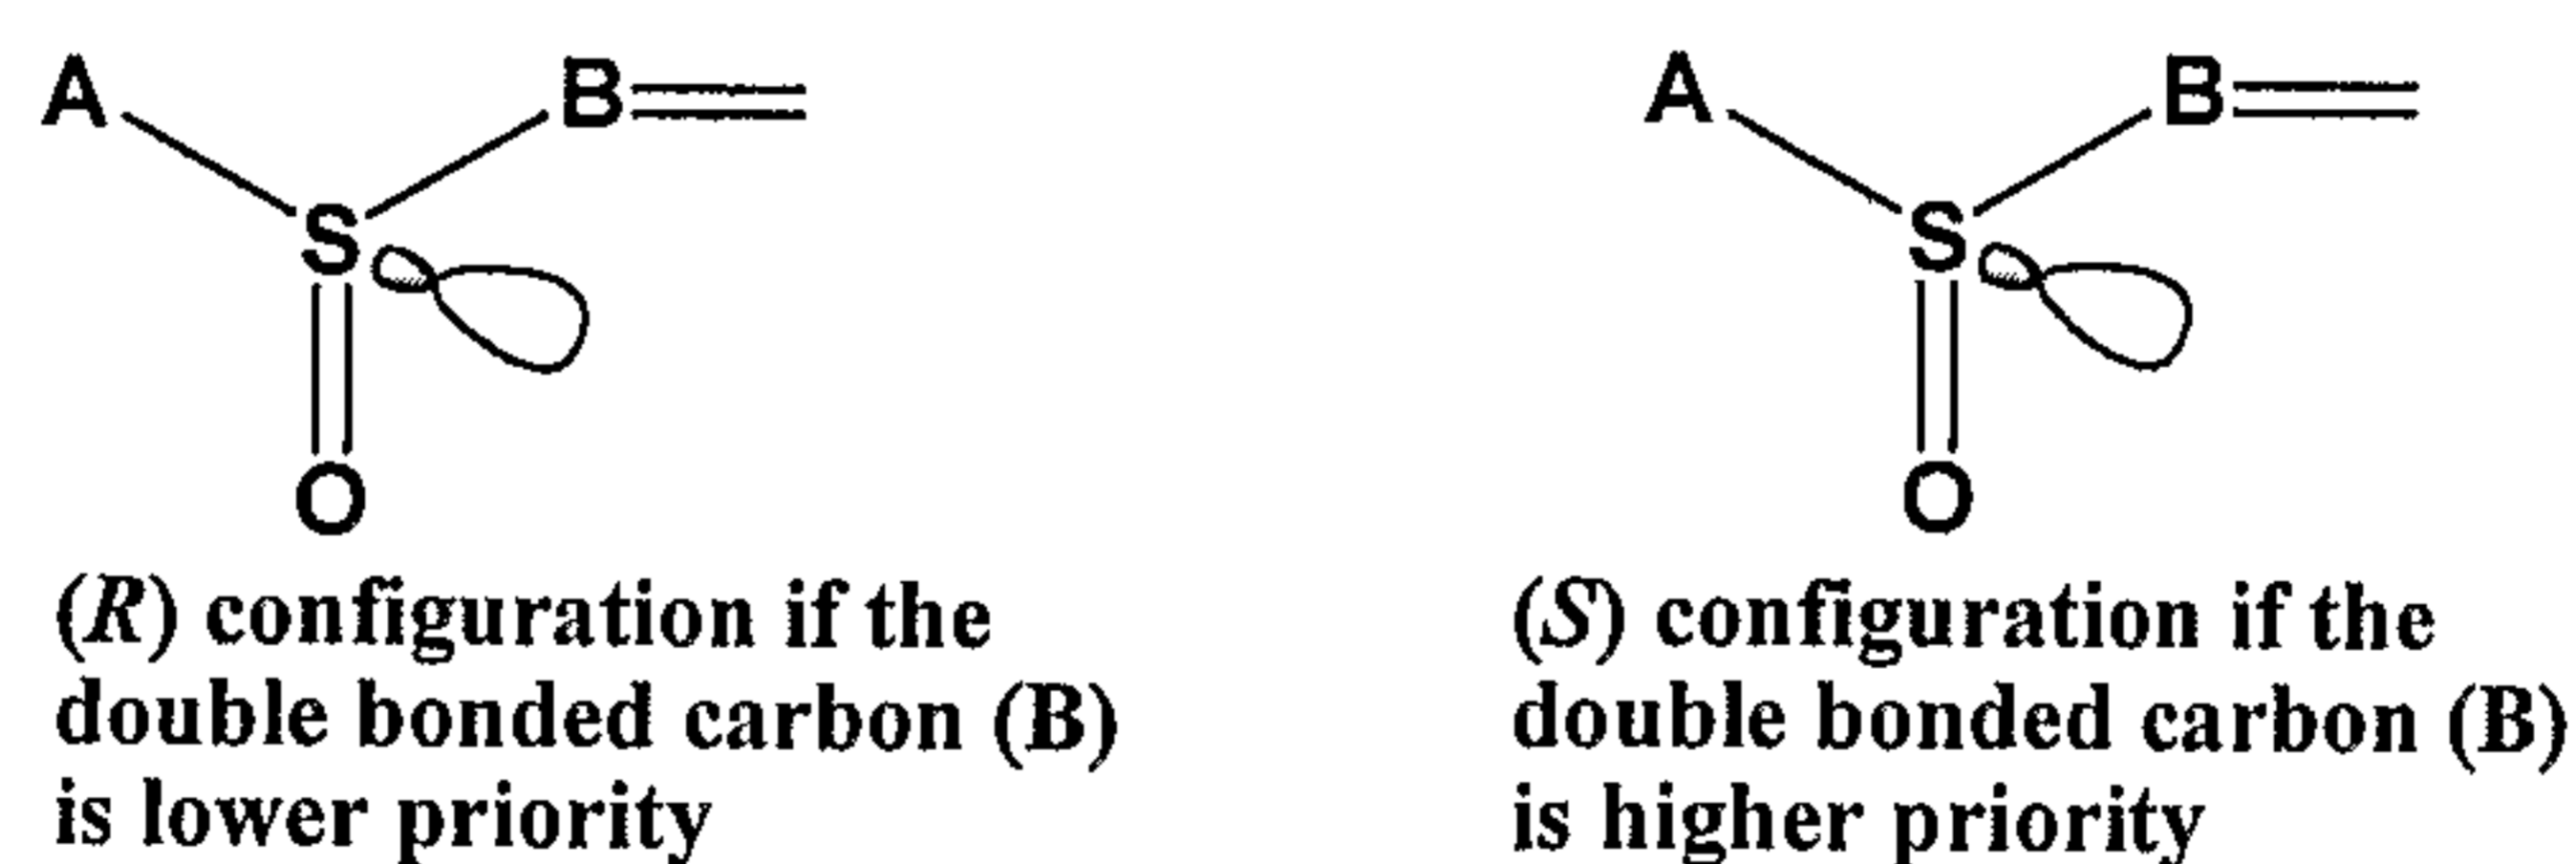 A B A B
S S
O O
(R) configuration if the
double bonded carbon (B)
is lower priority
(S) configuration if the
double bonded carbon (B)
is higher priority